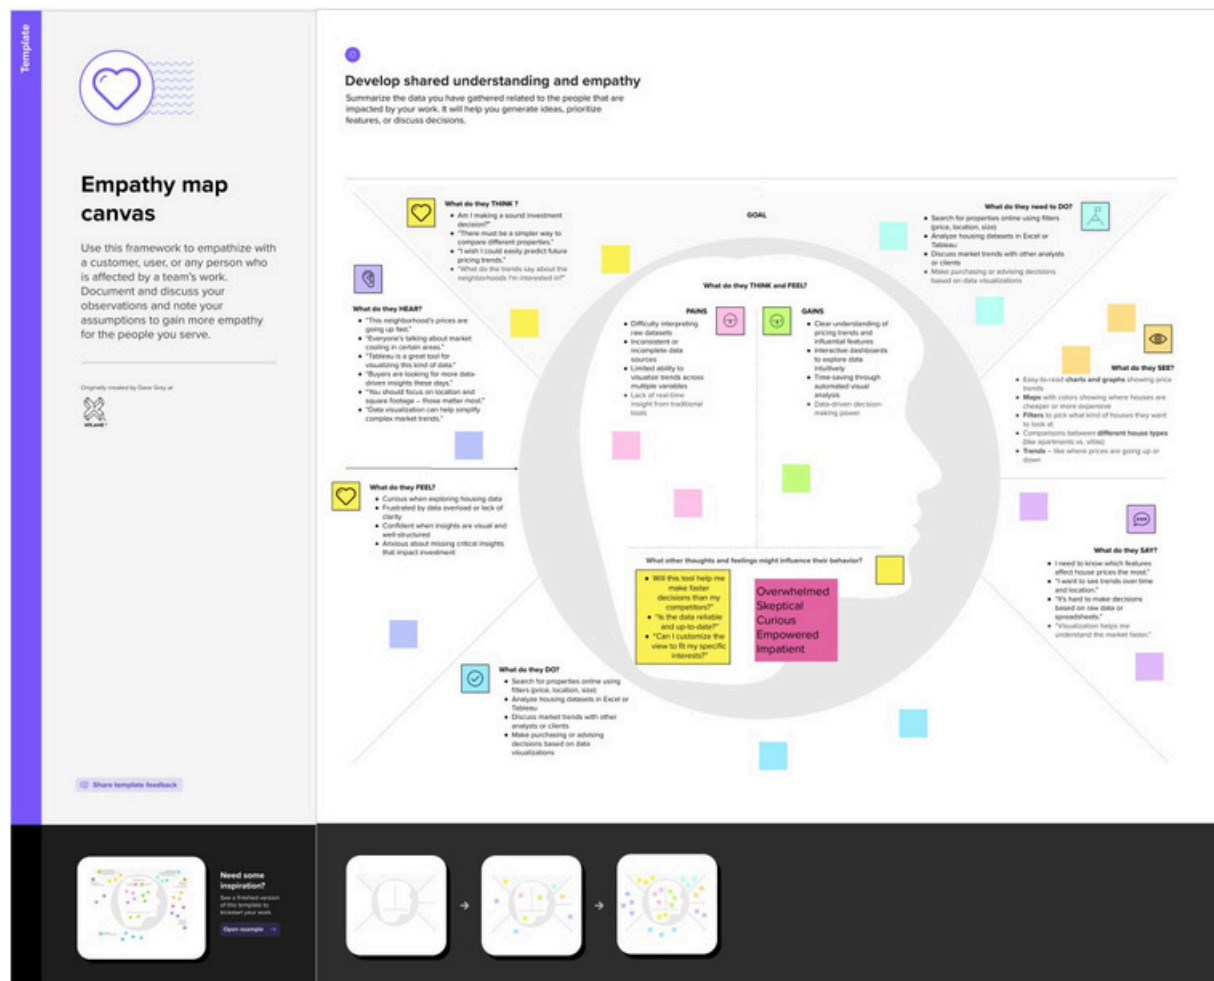 Template
Empathy map
canvas
Use this framework to empathize with
a customer, user, or any person who
is affected by a team's work.
Document and discuss your
observations and note your
assumptions to gain more empathy
for the people you serve.
Originally created by Dave Gray at
XPLANE
Share template feedback
Develop shared understanding and empathy
Summarize the data you have gathered related to the people that are
impacted by your work. It will help you generate ideas, prioritize
features, or discuss decisions.
What do they THINK ?
• Am I making a sound investment
decision?"
• "There must be a simpler way to
compare different properties."
• "I wish I could easily predict future
pricing trends."
• "What do the trends say about the
neighborhoods I'm interested in?"
What do they HEAR?
• "This neighborhood's prices are
going up fast."
• "Everyone's talking about market
cooling in certain areas."
• "Tableau is a great tool for
visualizing this kind of data."
• "Buyers are looking for more data-
driven insights these days."
• "You should focus on location and
square footage – those matter most."
• "Data visualization can help simplify
complex market trends."
What do they FEEL?
• Curious when exploring housing data
• Frustrated by data overload or lack of
clarity
• Confident when insights are visual and
well-structured
• Anxious about missing critical insights
that impact investment
GOAL
What do they THINK and FEEL?
PAINS
• Difficulty interpreting
raw datasets
• Inconsistent or
incomplete data
sources
• Limited ability to
visualize trends across
multiple variables
• Lack of real-time
insight from traditional
tools
GAINS
• Clear understanding of
pricing trends and
influential features
• Interactive dashboards
to explore data
intuitively
• Time-saving through
automated visual
analysis
• Data-driven decision-
making power
What other thoughts and feelings might influence their behavior?
• Will this tool help me
make faster
decisions than my
competitors?"
• "Is the data reliable
and up-to-date?"
• "Can I customize the
view to fit my specific
interests?"
Overwhelmed
Skeptical
Curious
Empowered
Impatient
What do they need to DO?
• Search for properties online using filters
(price, location, size)
• Analyze housing datasets in Excel or
Tableau
• Discuss market trends with other analysts
or clients
• Make purchasing or advising decisions
based on data visualizations
What do they SEE?
• Easy-to-read charts and graphs showing price
trends
• Maps with colors showing where houses are
cheaper or more expensive
• Filters to pick what kind of houses they want
to look at
• Comparisons between different house types
(like apartments vs. villas)
• Trends – like where prices are going up or
down
What do they SAY?
• I need to know which features
affect house prices the most."
• "I want to see trends over time
and location."
• "It's hard to make decisions
based on raw data or
spreadsheets."
• "Visualization helps me
understand the market faster."
What do they DO?
• Search for properties online using
filters (price, location, size)
• Analyze housing datasets in Excel or
Tableau
• Discuss market trends with other
analysts or clients
• Make purchasing or advising
decisions based on data
visualizations
Need some
inspiration?
See a finished version
of this template to
kickstart your work.
Open example →